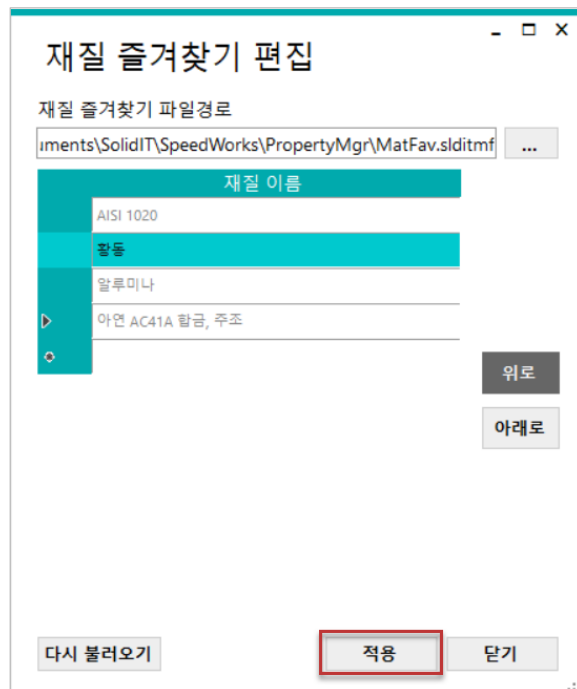 재질 즐겨찾기 편집
재질 즐겨찾기 파일경로
uments\SolidIT\SpeedWorks\PropertyMgr\MatFav.slditmf ...
재질 이름
AISI 1020
황동
알루미나
아연 AC41A 합금, 주조
위로
아래로
다시 불러오기 적용 닫기